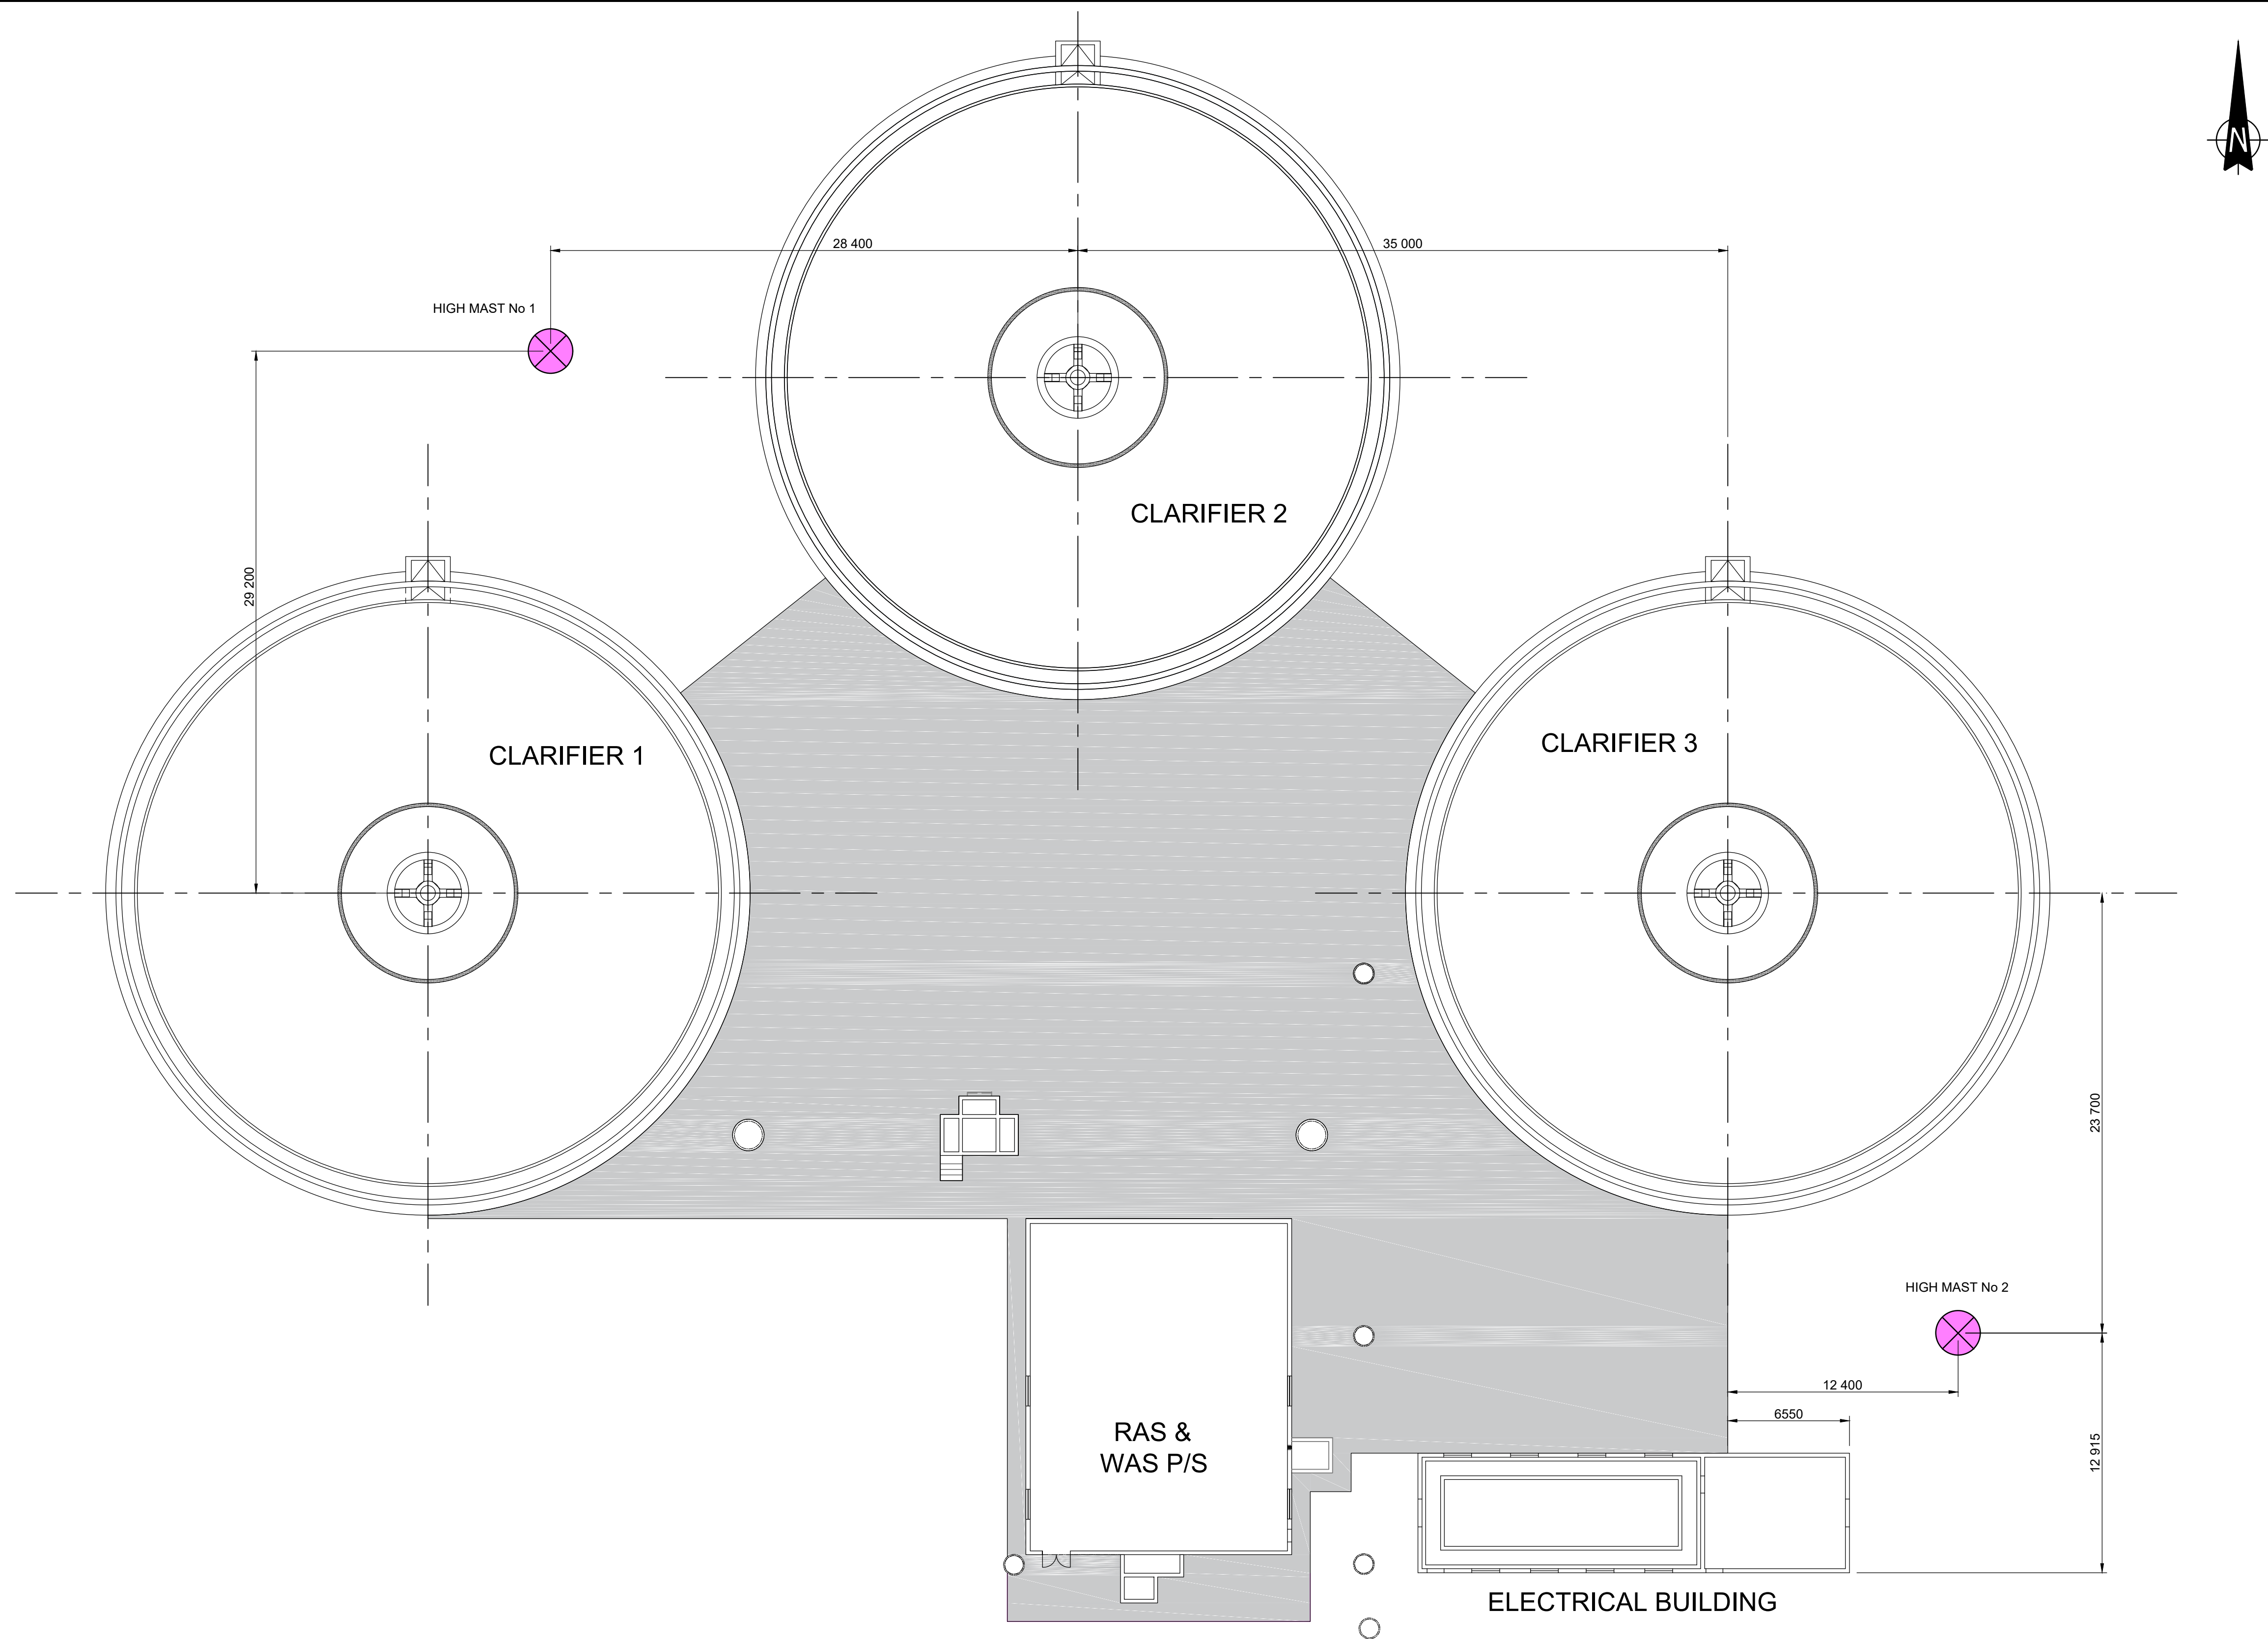 N
28 400
35 000
HIGH MAST No 1
CLARIFIER 2
29 200
CLARIFIER 1
CLARIFIER 3
23 700
HIGH MAST No 2
12 400
6550
RAS &
WAS P/S
12 915
ELECTRICAL BUILDING